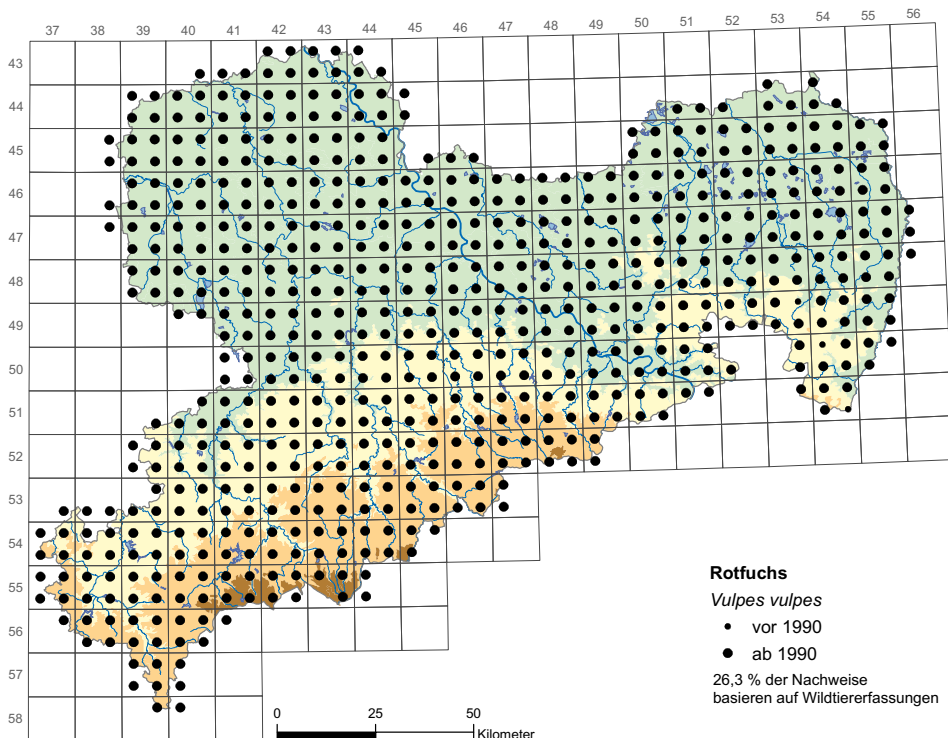 37 38 39 40 41 42 43 44 45 46 47 48 49 50 51 52 53 54 55 56
43
44
45
46
47
48
49
50
51
52
53
54
55
56
57
58
Rotfuchs
Vulpes vulpes
vor 1990
ab 1990
26,3 % der Nachweise
basieren auf Wildtiererfassungen
0 25 50
Kilometer